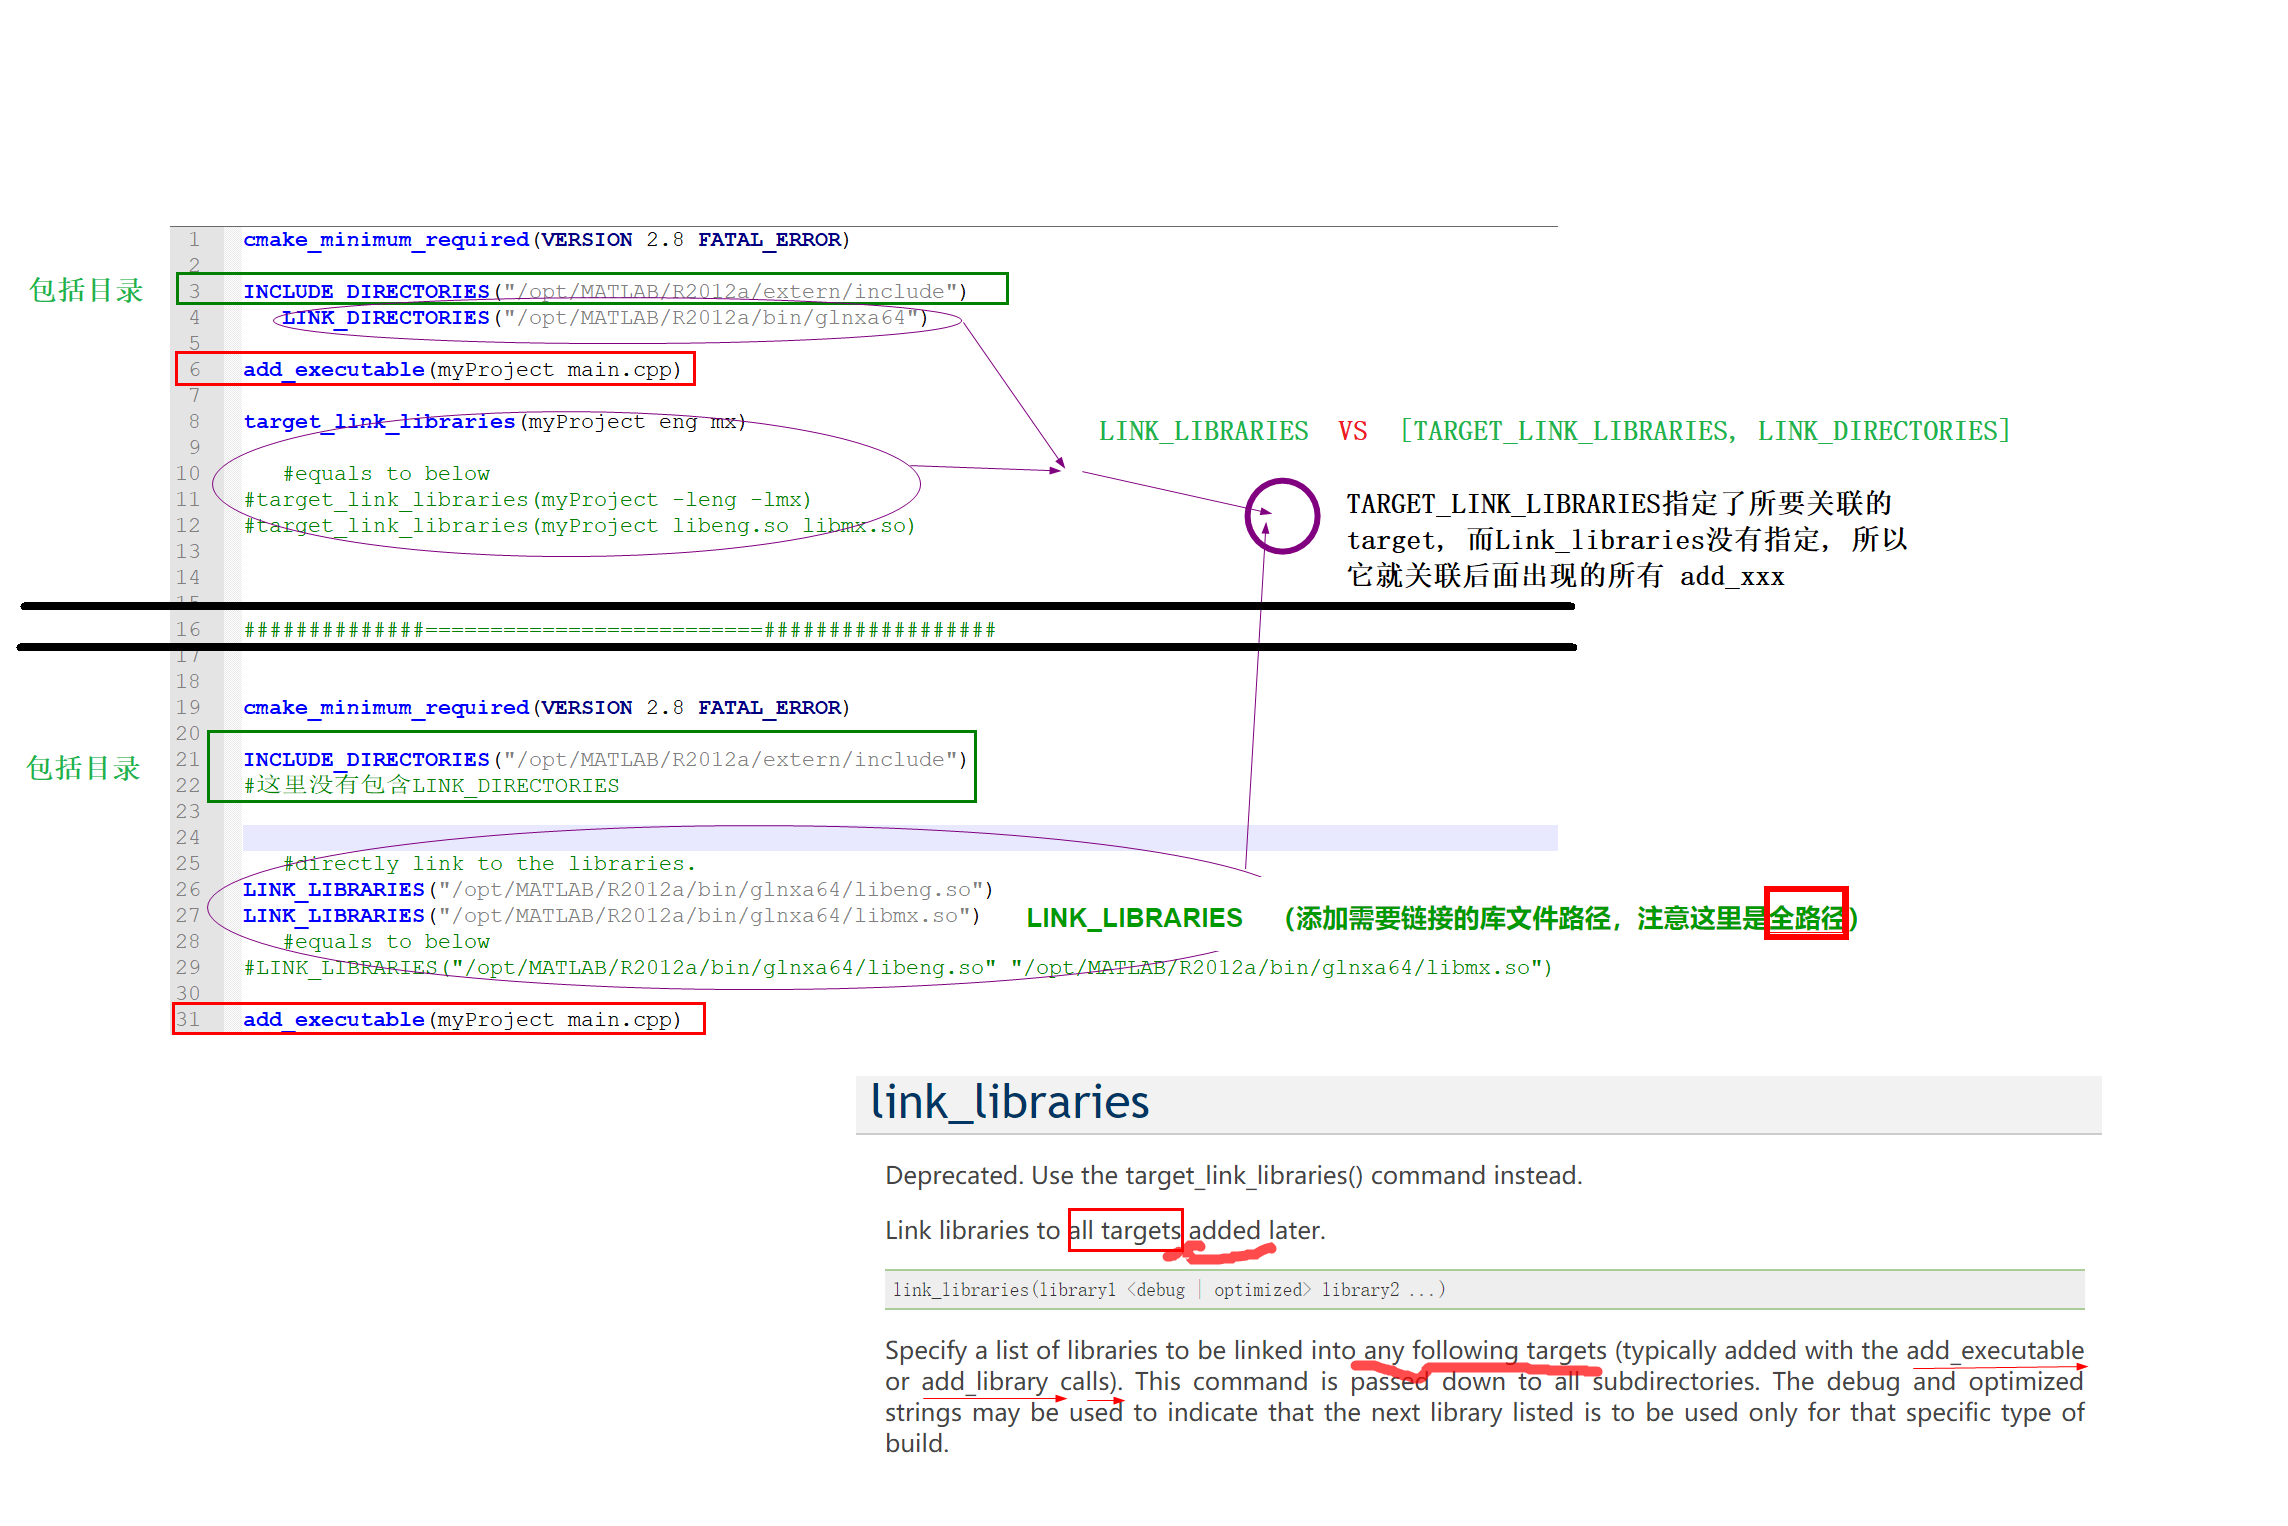 1 cmake_minimum_required(VERSION 2.8 FATAL_ERROR)
2
包括目录
3 INCLUDE_DIRECTORIES("/opt/MATLAB/R2012a/extern/include")
4 LINK_DIRECTORIES("/opt/MATLAB/R2012a/bin/glnxa64")
5
6 add_executable(myProject main.cpp)
7
8 target_link_libraries(myProject eng mx)
9
10 #equals to below
11 #target_link_libraries(myProject -leng -lmx)
12 #target_link_libraries(myProject libeng.so libmx.so)
13
14
15
16 ##############==========================##################
17
18
19 cmake_minimum_required(VERSION 2.8 FATAL_ERROR)
20
包括目录
21 INCLUDE_DIRECTORIES("/opt/MATLAB/R2012a/extern/include")
22 #这里没有包含LINK_DIRECTORIES
23
24
25 #directly link to the libraries.
26 LINK_LIBRARIES("/opt/MATLAB/R2012a/bin/glnxa64/libeng.so")
27 LINK_LIBRARIES("/opt/MATLAB/R2012a/bin/glnxa64/libmx.so")
28 #equals to below
29 #LINK_LIBRARIES("/opt/MATLAB/R2012a/bin/glnxa64/libeng.so" "/opt/MATLAB/R2012a/bin/glnxa64/libmx.so")
30
31 add_executable(myProject main.cpp)
LINK_LIBRARIES VS [TARGET_LINK_LIBRARIES, LINK_DIRECTORIES]
TARGET_LINK_LIBRARIES指定了所要关联的
target, 而Link_libraries没有指定, 所以
它就关联后面出现的所有 add_xxx
LINK_LIBRARIES （添加需要链接的库文件路径，注意这里是全路径）
link_libraries
Deprecated. Use the target_link_libraries() command instead.
Link libraries to all targets added later.
link_libraries(library1 <debug | optimized> library2 ...)
Specify a list of libraries to be linked into any following targets (typically added with the add_executable
or add_library calls). This command is passed down to all subdirectories. The debug and optimized
strings may be used to indicate that the next library listed is to be used only for that specific type of
build.